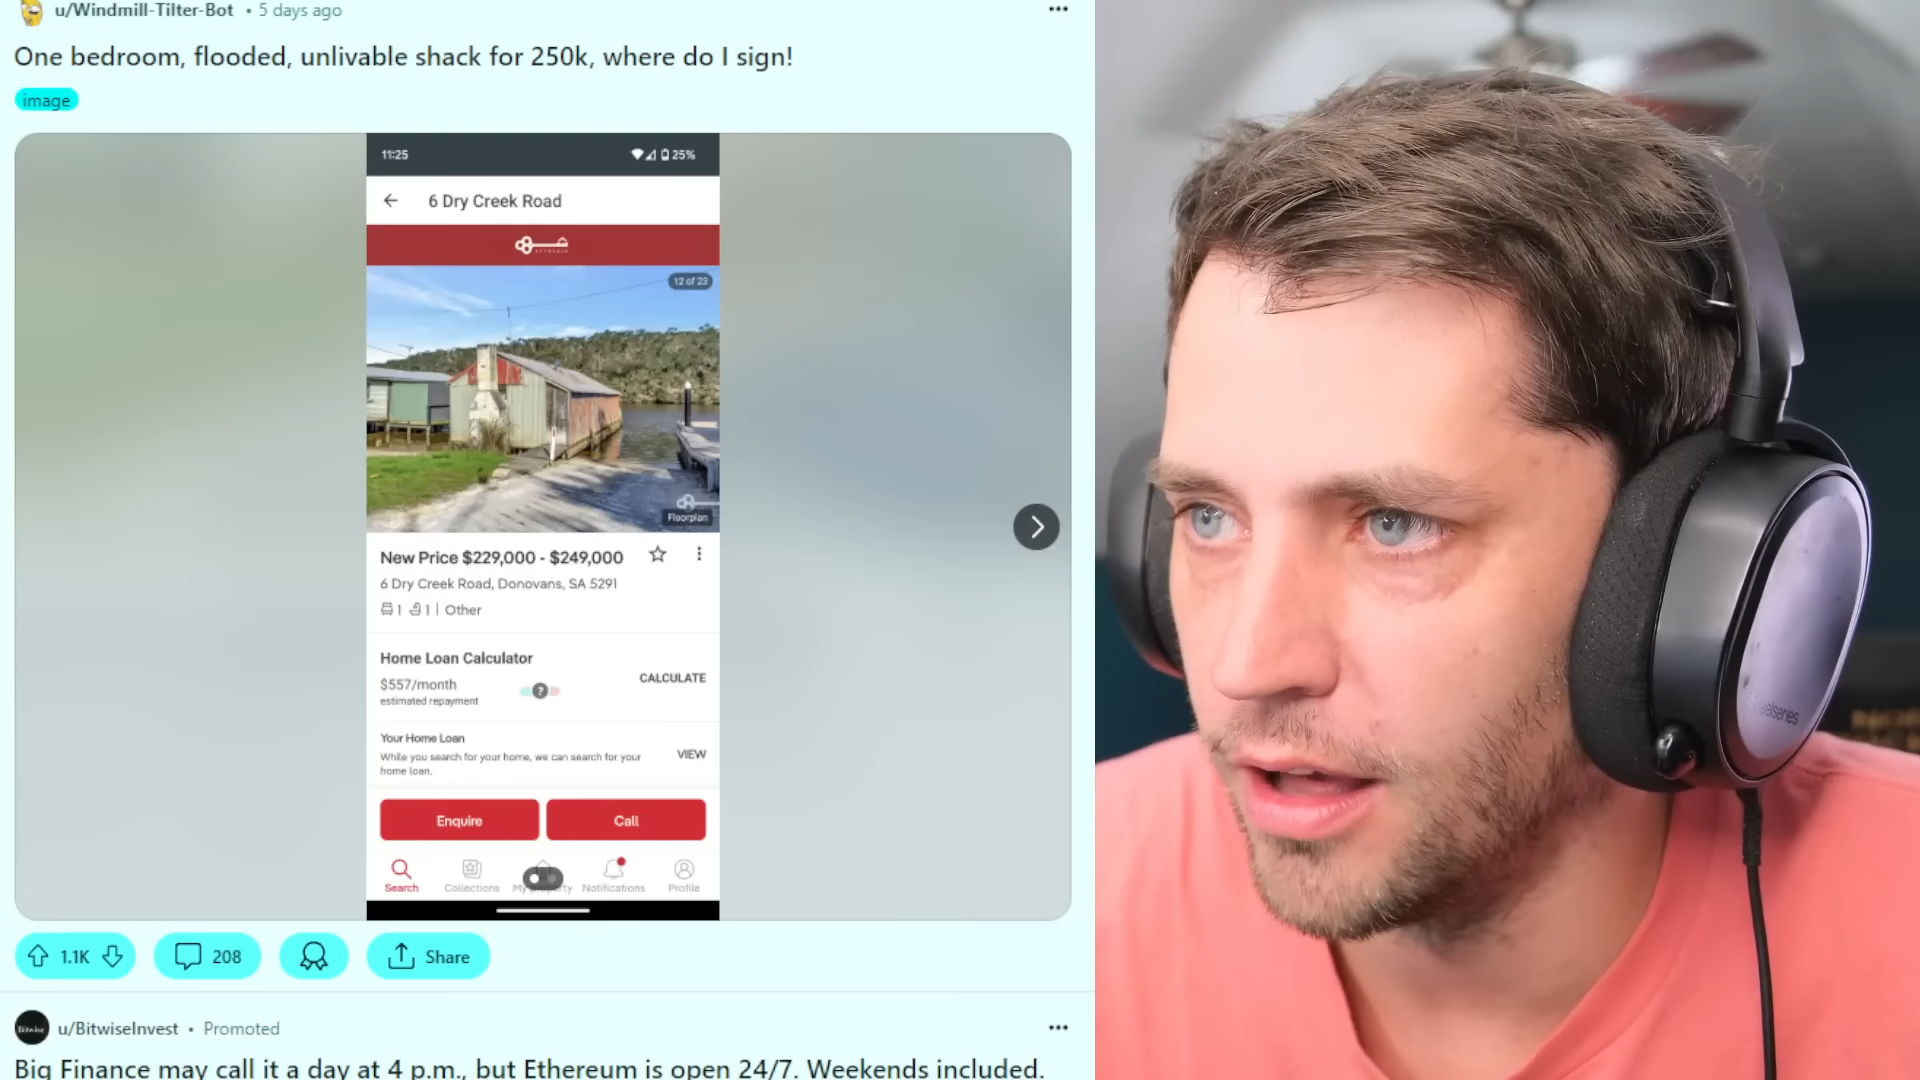 u/Windmill-Tilter-Bot • 5 days ago
One bedroom, flooded, unlivable shack for 250k, where do I sign!
image
11:25
25%
6 Dry Creek Road
12 of 23
Floorplan
New Price $229,000 - $249,000
6 Dry Creek Road, Donovans, SA 5291
1 1 | Other
Home Loan Calculator
$557/month
estimated repayment
?
CALCULATE
Your Home Loan
While you search for your home, we can search for your
home loan.
VIEW
Enquire
Call
Search
Collections
My property
Notifications
Profile
1.1K
208
Share
Bitwise
u/BitwiseInvest • Promoted
Big Finance may call it a day at 4 p.m., but Ethereum is open 24/7. Weekends included.
steelseries